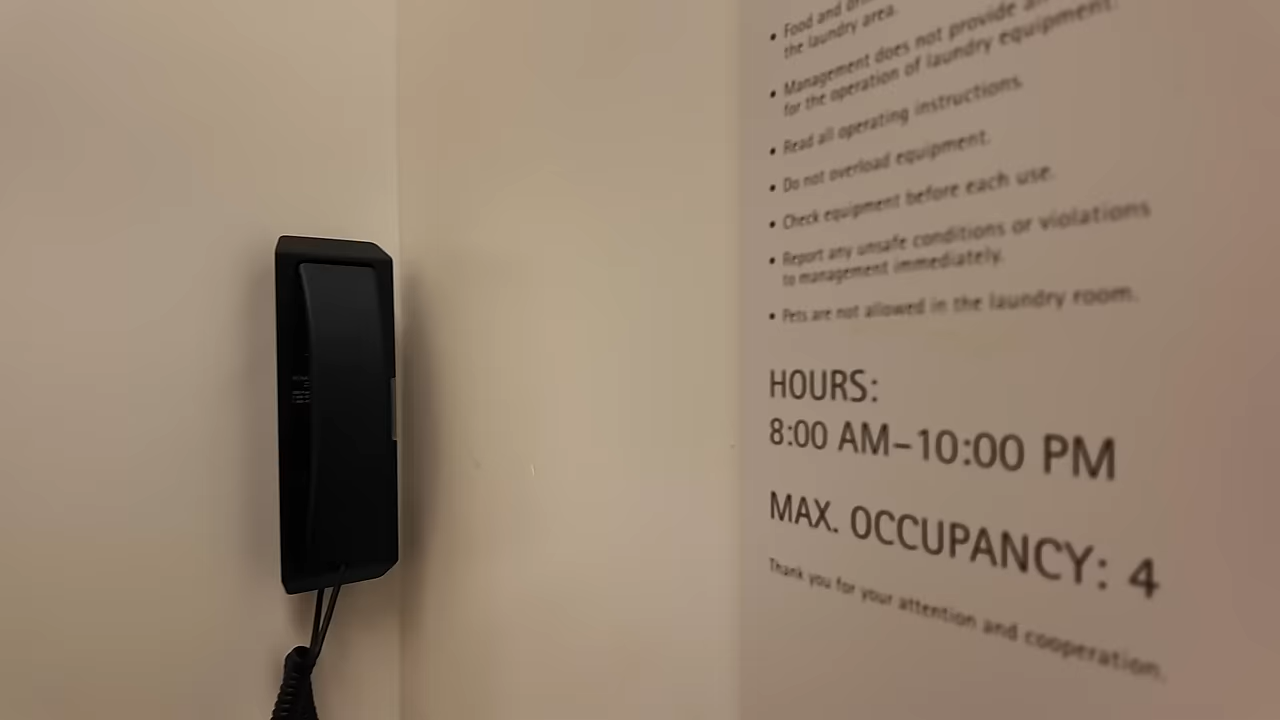 • Food and
the laundry area.
• Management does not provide
for the operation of laundry equipment.
• Read all operating instructions.
• Do not overload equipment.
• Check equipment before each use.
• Report any unsafe conditions or violations
to management immediately.
• Pets are not allowed in the laundry room.
HOURS:
8:00 AM–10:00 PM
MAX. OCCUPANCY: 4
Thank you for your attention and cooperation.